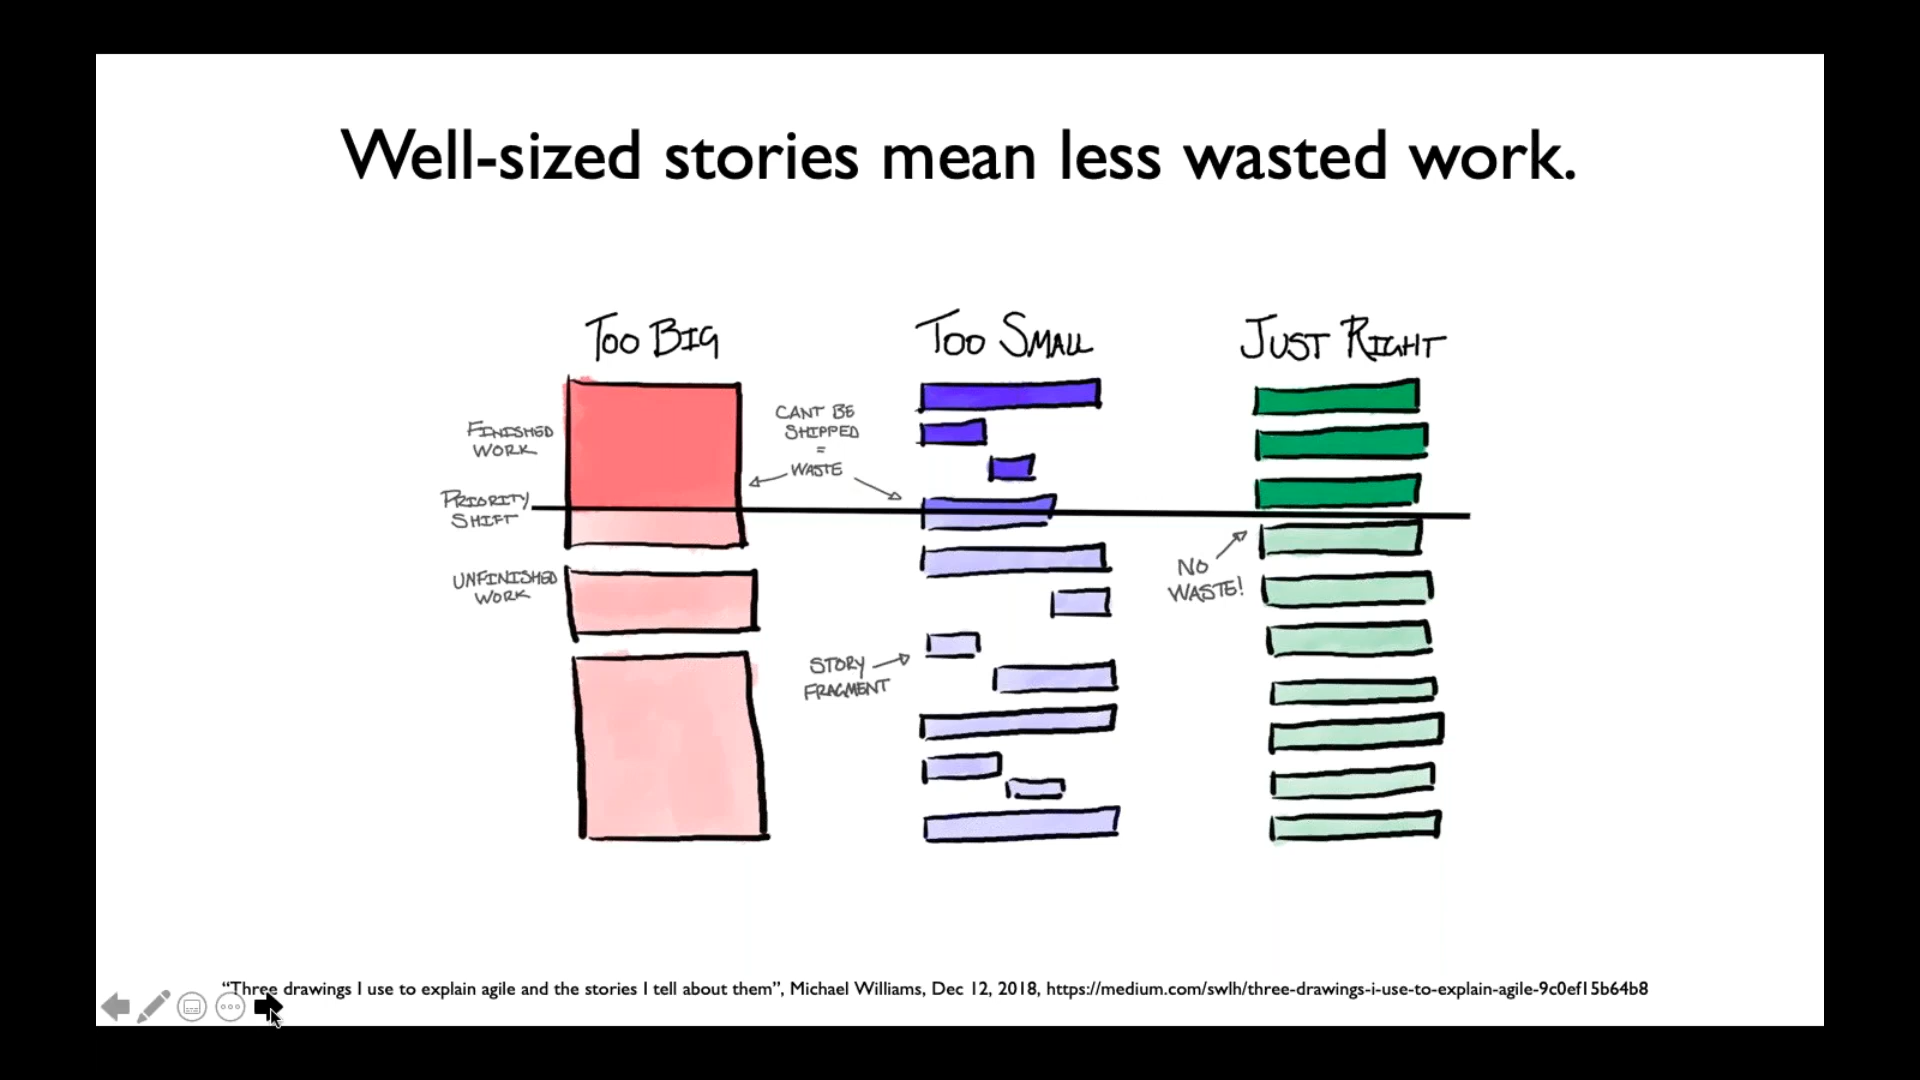 Well-sized stories mean less wasted work.
TOO BIG
TOO SMALL
JUST RIGHT
FINISHED
WORK
CANT BE
SHIPPED
=
WASTE
PRIORITY
SHIFT
NO
WASTE!
UNFINISHED
WORK
STORY
FRAGMENT
“Three drawings I use to explain agile and the stories I tell about them”, Michael Williams, Dec 12, 2018, https://medium.com/swlh/three-drawings-i-use-to-explain-agile-9c0ef15b64b8